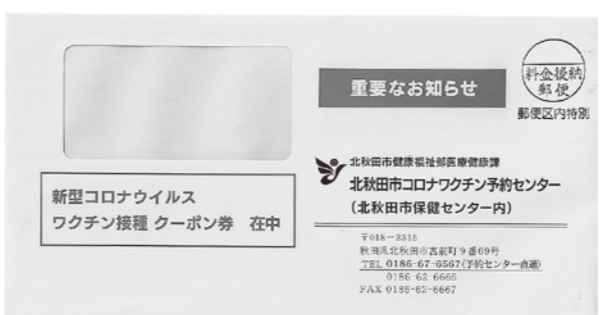 重要なお知らせ
料金後納
郵便
郵便区内特別
新型コロナウイルス
ワクチン接種 クーポン券 在中
北秋田市健康福祉部医療健康課
北秋田市コロナワクチン予約センター
(北秋田市保健センター内)
〒018-3315
秋田県北秋田市宮前町9番69号
TEL 0186-67-6567(予約センター直通)
0186-62-6666
FAX 0186-62-6667